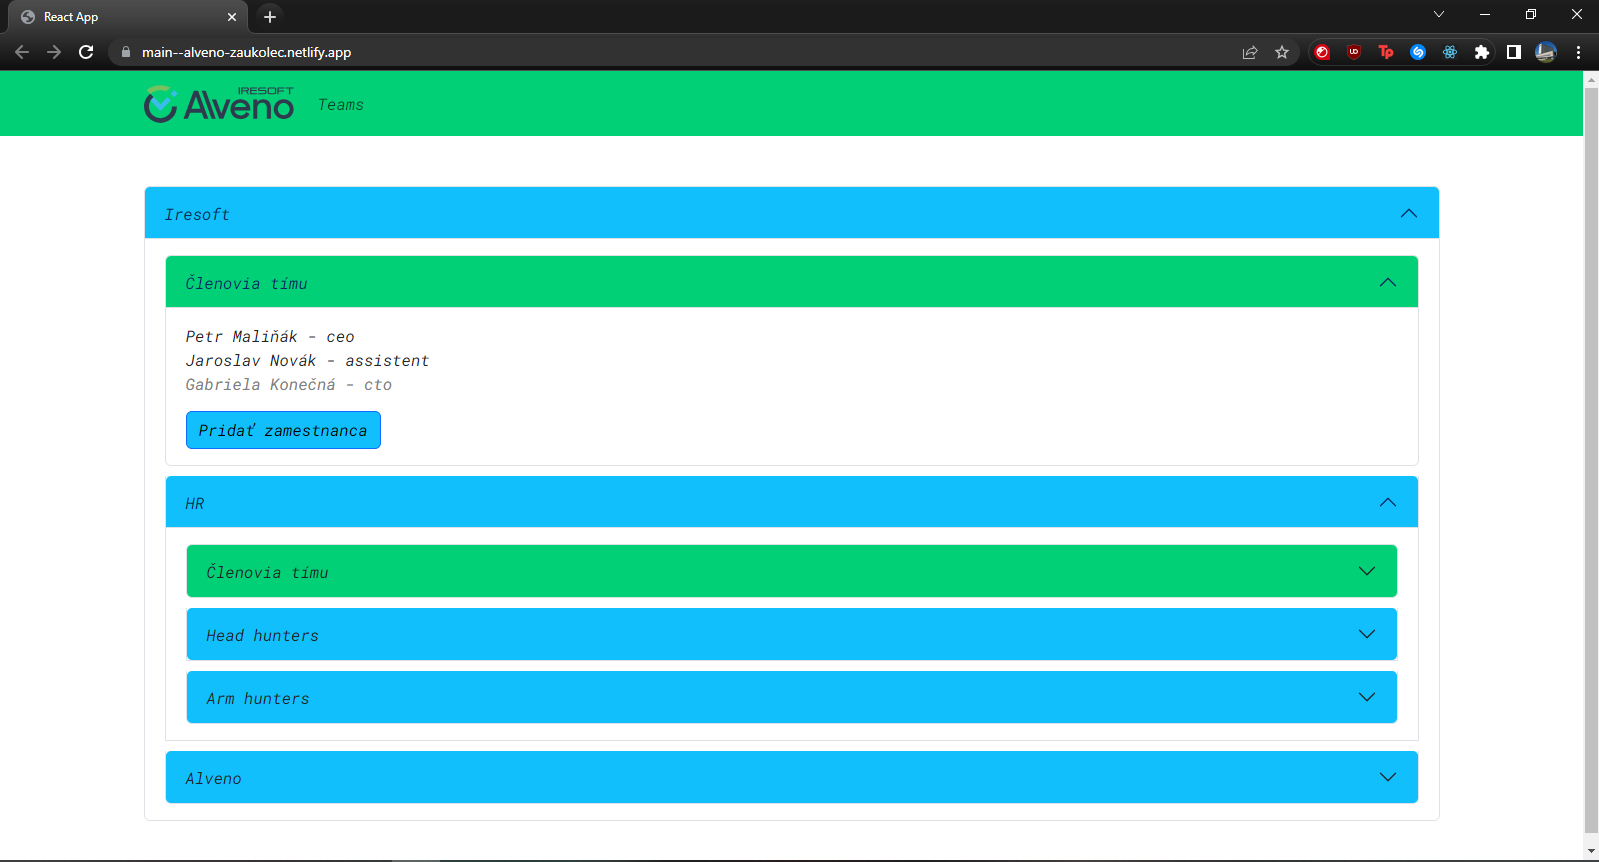 React App
main--alveno-zaukolec.netlify.app
IRESOFT
Alveno
Teams
Iresoft
Členovia tímu
Petr Maliňák - ceo
Jaroslav Novák - assistent
Gabriela Konečná - cto
Pridať zamestnanca
HR
Členovia tímu
Head hunters
Arm hunters
Alveno